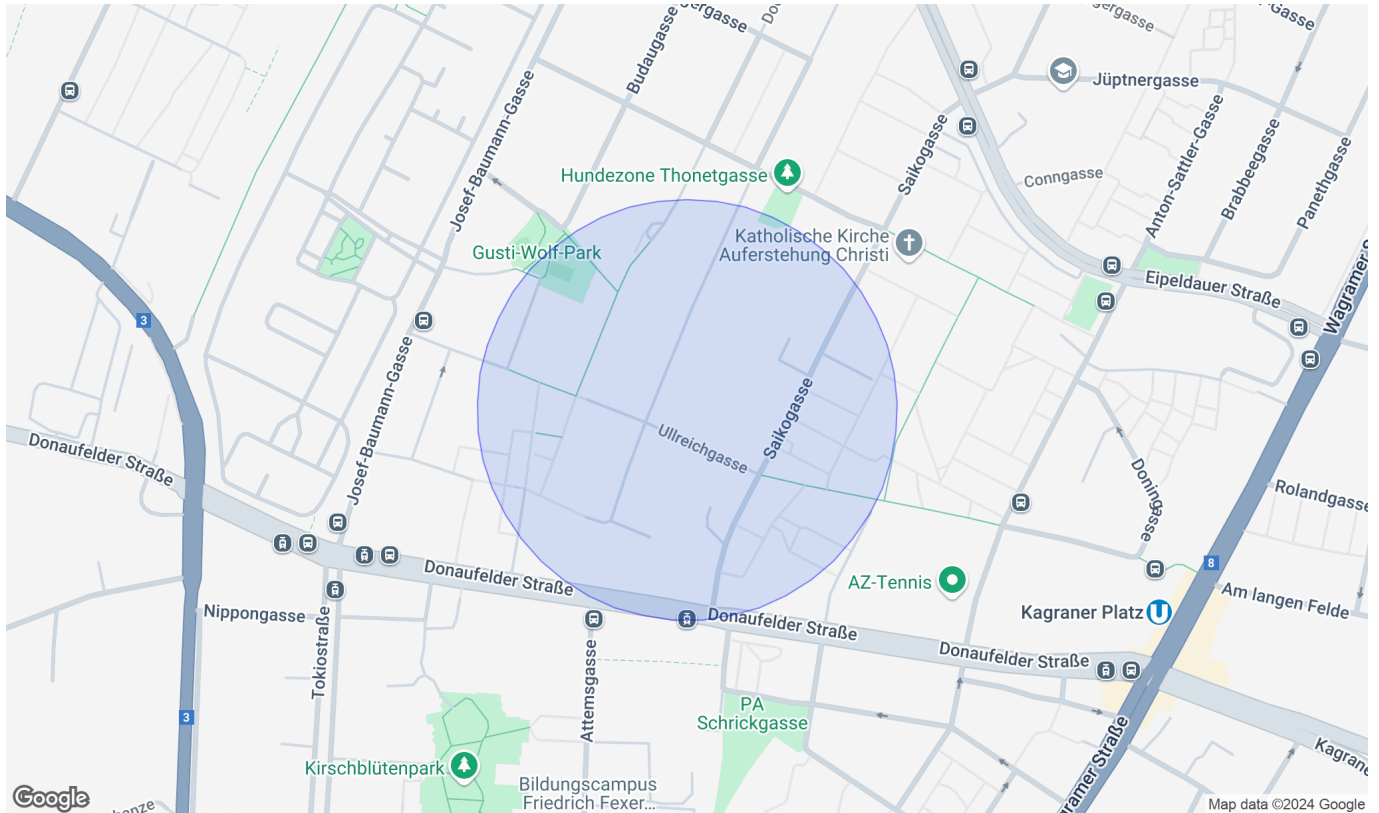 Budaugasse
Jüptnergasse
Josef-Baumann-Gasse
Saikogasse
Hundezone Thonetgasse
Conngasse
Anton-Sattler-Gasse
Brabbeegasse
Panethgasse
Katholische Kirche
Auferstehung Christi
Gusti-Wolf-Park
Eipeldauer Straße
3
Josef-Baumann-Gasse
Saikogasse
Ullreichgasse
Donaufelder Straße
Doningasse
Rolandgasse
8
Donaufelder Straße
AZ-Tennis
Am langen Felde
Nippongasse
Kagraner Platz
U
Donaufelder Straße
Donaufelder Straße
Tokiostraße
Attemsgasse
3
PA
Schrickgasse
Kirschblütenpark
Bildungscampus
Friedrich Fexer...
Google
Map data ©2024 Google